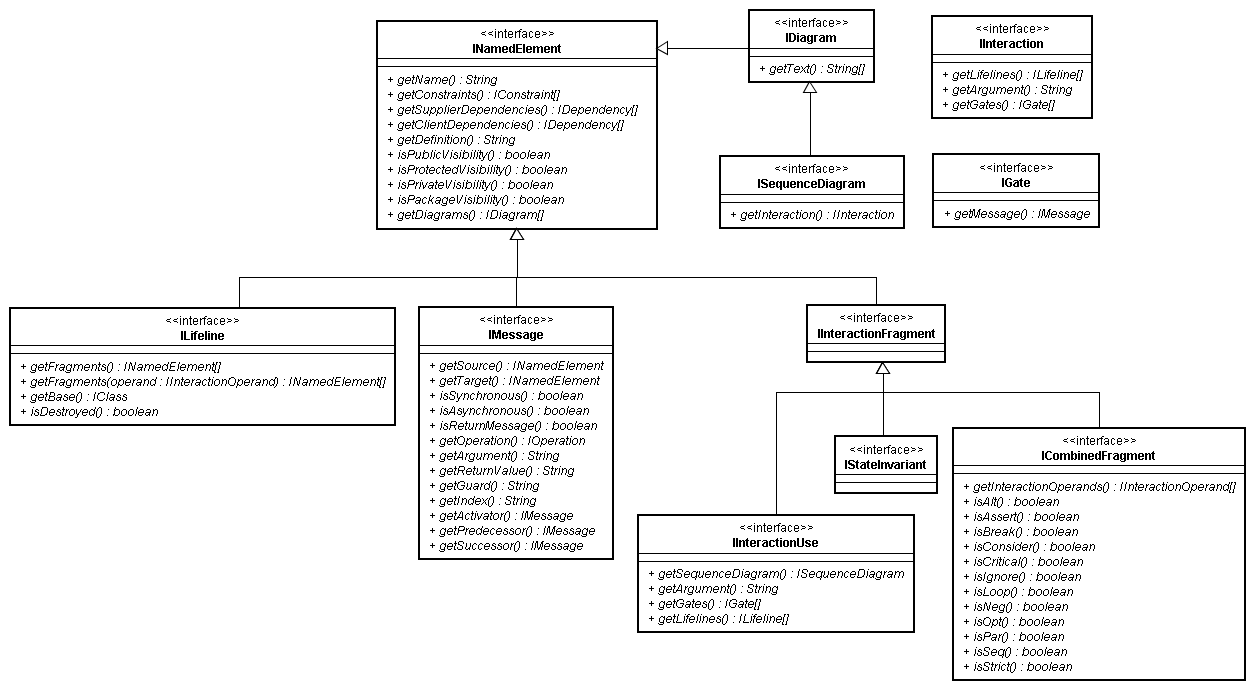 <<interface>>
INamedElement
+ getName() : String
+ getConstraints() : IConstraint[]
+ getSupplierDependencies() : IDependency[]
+ getClientDependencies() : IDependency[]
+ getDefinition() : String
+ isPublicVisibility() : boolean
+ isProtectedVisibility() : boolean
+ isPrivateVisibility() : boolean
+ isPackageVisibility() : boolean
+ getDiagrams() : IDiagram[]
<<interface>>
IDiagram
+ getText() : String[]
<<interface>>
IInteraction
+ getLifelines() : ILifeline[]
+ getArgument() : String
+ getGates() : IGate[]
<<interface>>
ISequenceDiagram
+ getInteraction() : IInteraction
<<interface>>
IGate
+ getMessage() : IMessage
<<interface>>
ILifeline
+ getFragments() : INamedElement[]
+ getFragments(operand : IInteractionOperand) : INamedElement[]
+ getBase() : IClass
+ isDestroyed() : boolean
<<interface>>
IMessage
+ getSource() : INamedElement
+ getTarget() : INamedElement
+ isSynchronous() : boolean
+ isAsynchronous() : boolean
+ isReturnMessage() : boolean
+ getOperation() : IOperation
+ getArgument() : String
+ getReturnValue() : String
+ getGuard() : String
+ getIndex() : String
+ getActivator() : IMessage
+ getPredecessor() : IMessage
+ getSuccessor() : IMessage
<<interface>>
IInteractionFragment
<<interface>>
IStateInvariant
<<interface>>
IInteractionUse
+ getSequenceDiagram() : ISequenceDiagram
+ getArgument() : String
+ getGates() : IGate[]
+ getLifelines() : ILifeline[]
<<interface>>
ICombinedFragment
+ getInteractionOperands() : IInteractionOperand[]
+ isAlt() : boolean
+ isAssert() : boolean
+ isBreak() : boolean
+ isConsider() : boolean
+ isCritical() : boolean
+ isIgnore() : boolean
+ isLoop() : boolean
+ isNeg() : boolean
+ isOpt() : boolean
+ isPar() : boolean
+ isSeq() : boolean
+ isStrict() : boolean